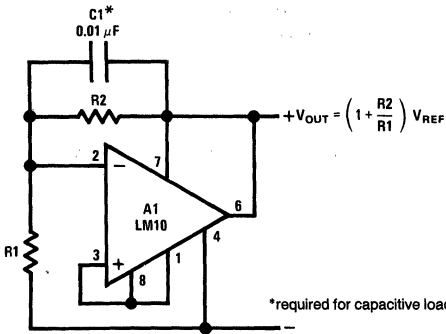 C1*
0.01 μF
R2
+VOUT = (1 + R2/R1) VREF
2
−
7
A1
LM10
6
4
R1
3
+
8
1
*required for capacitive load
−